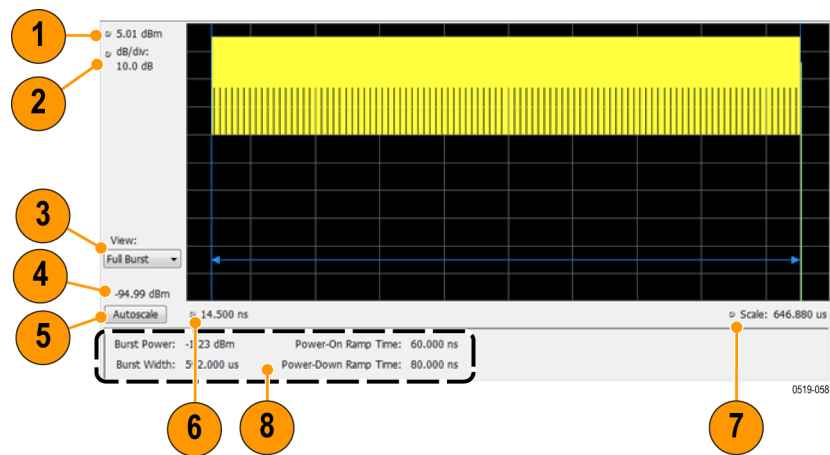 1
5.01 dBm
dB/div:
10.0 dB
2
3
View:
Full Burst
4
-94.99 dBm
5
Autoscale
14.500 ns
Scale: 646.880 us
Burst Power: dBm Power-On Ramp Time: 60.000 ns
Burst Width: us Power-Down Ramp Time: 80.000 ns
0519-058
6
8
7